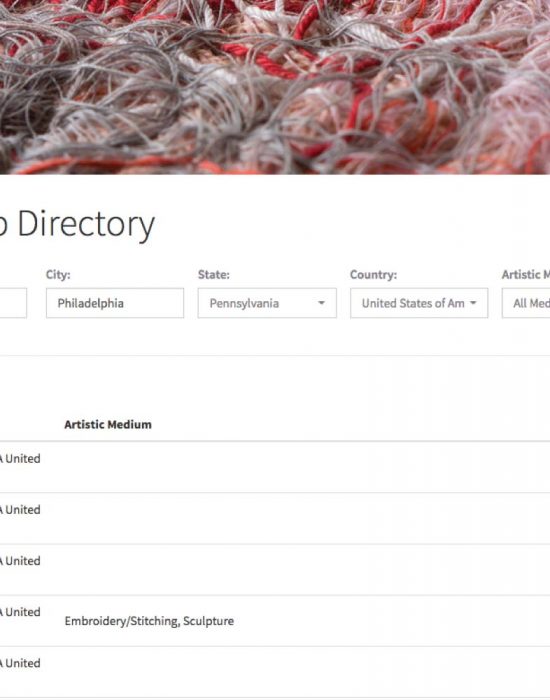 Directory
City: State: Country: Artistic
Philadelphia Pennsylvania United States of Am All
Artistic Medium
United
United
United
United
Embroidery/Stitching, Sculpture
United